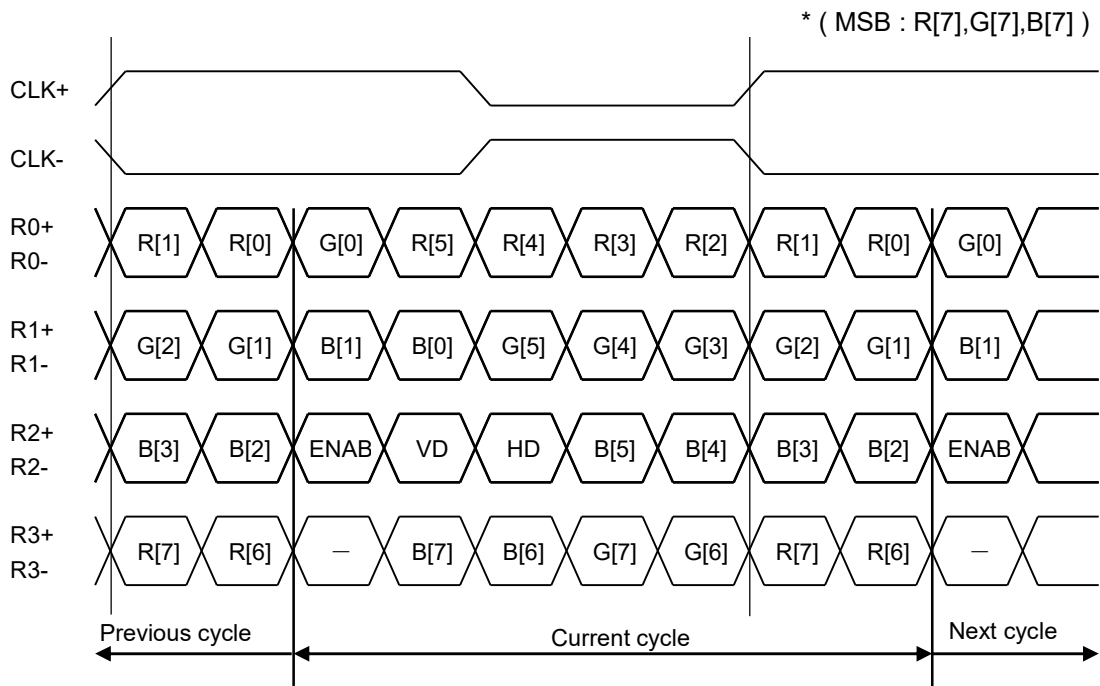 * ( MSB : R[7],G[7],B[7] )
CLK+
CLK-
R0+
R0-
R[1] R[0] G[0] R[5] R[4] R[3] R[2] R[1] R[0] G[0]
R1+
R1-
G[2] G[1] B[1] B[0] G[5] G[4] G[3] G[2] G[1] B[1]
R2+
R2-
B[3] B[2] ENAB VD HD B[5] B[4] B[3] B[2] ENAB
R3+
R3-
R[7] R[6] — B[7] B[6] G[7] G[6] R[7] R[6] —
Previous cycle Current cycle Next cycle